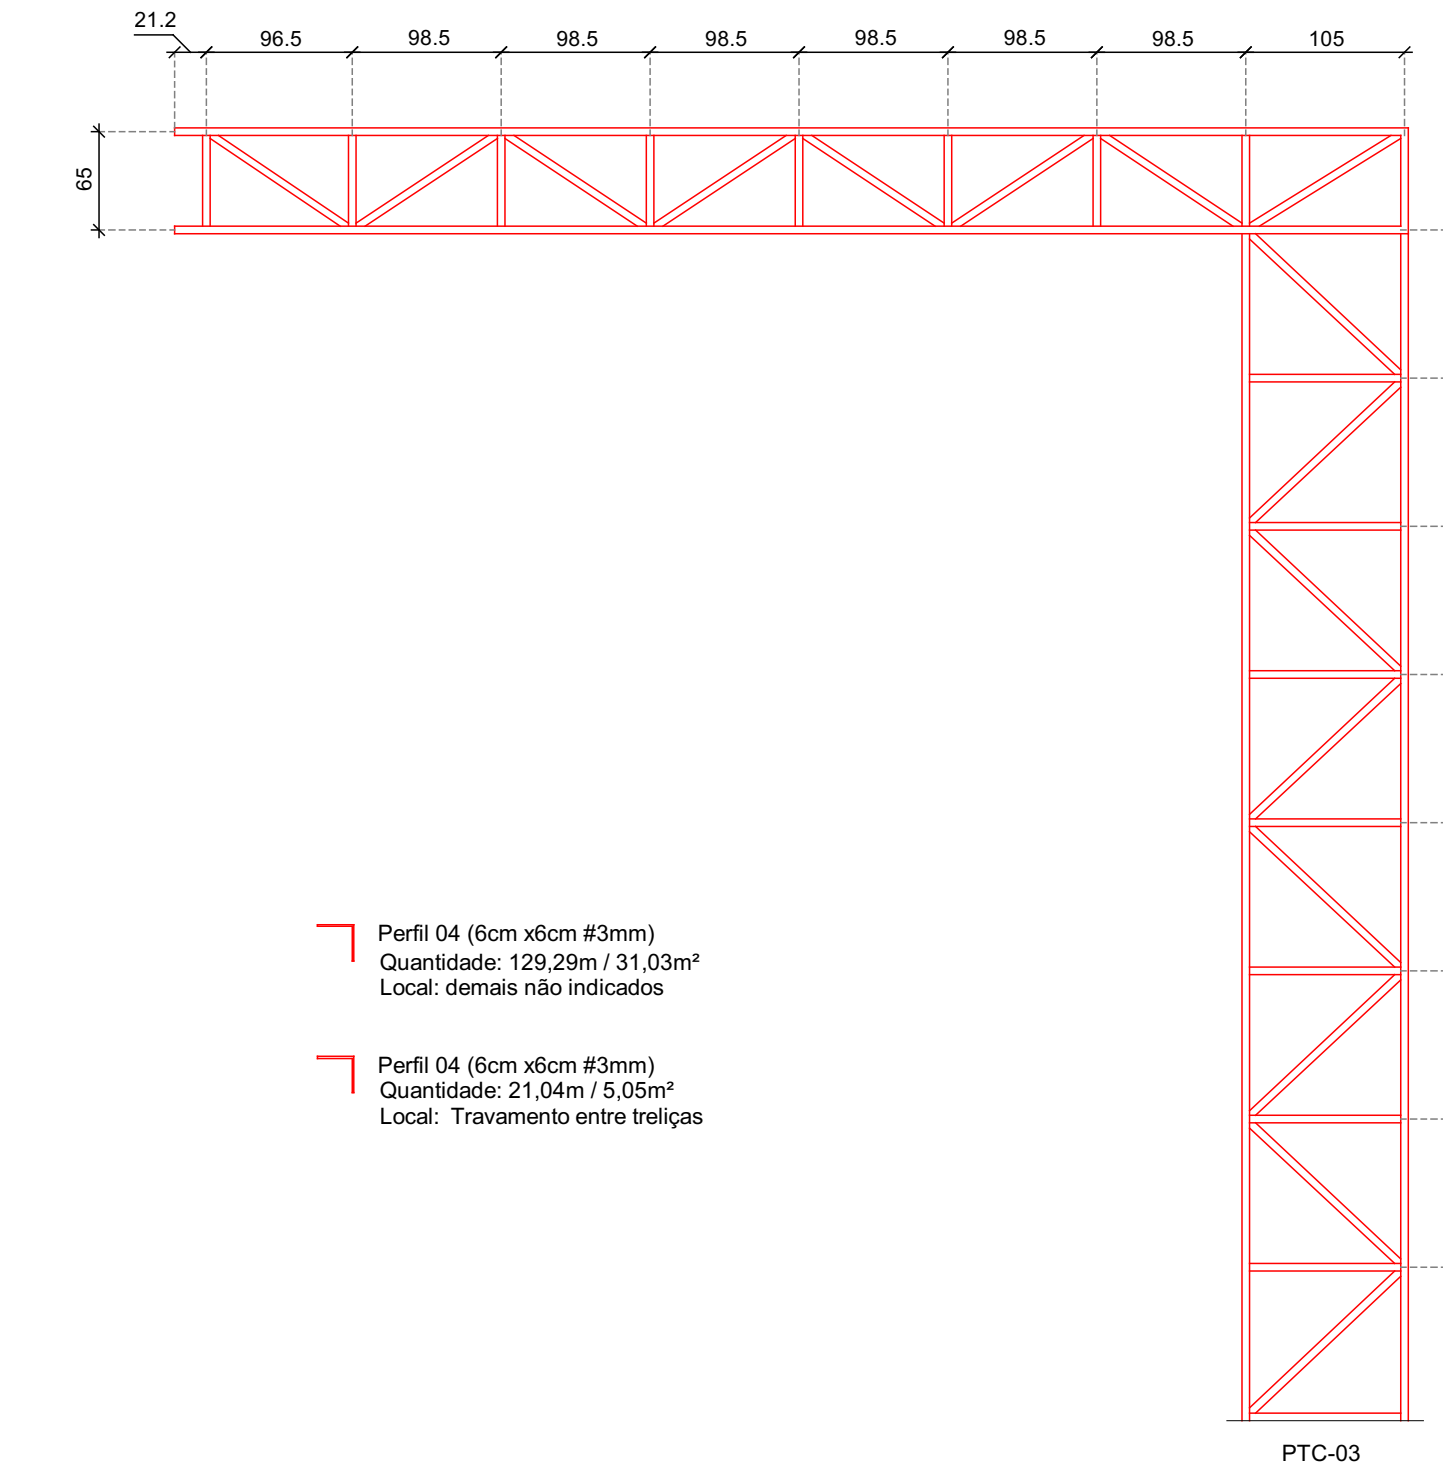 21.2
96.5 98.5 98.5 98.5 98.5 98.5 98.5 105
65
Perfil 04 (6cm x6cm #3mm)
Quantidade: 129,29m / 31,03m²
Local: demais não indicados
Perfil 04 (6cm x6cm #3mm)
Quantidade: 21,04m / 5,05m²
Local: Travamento entre treliças
PTC-03